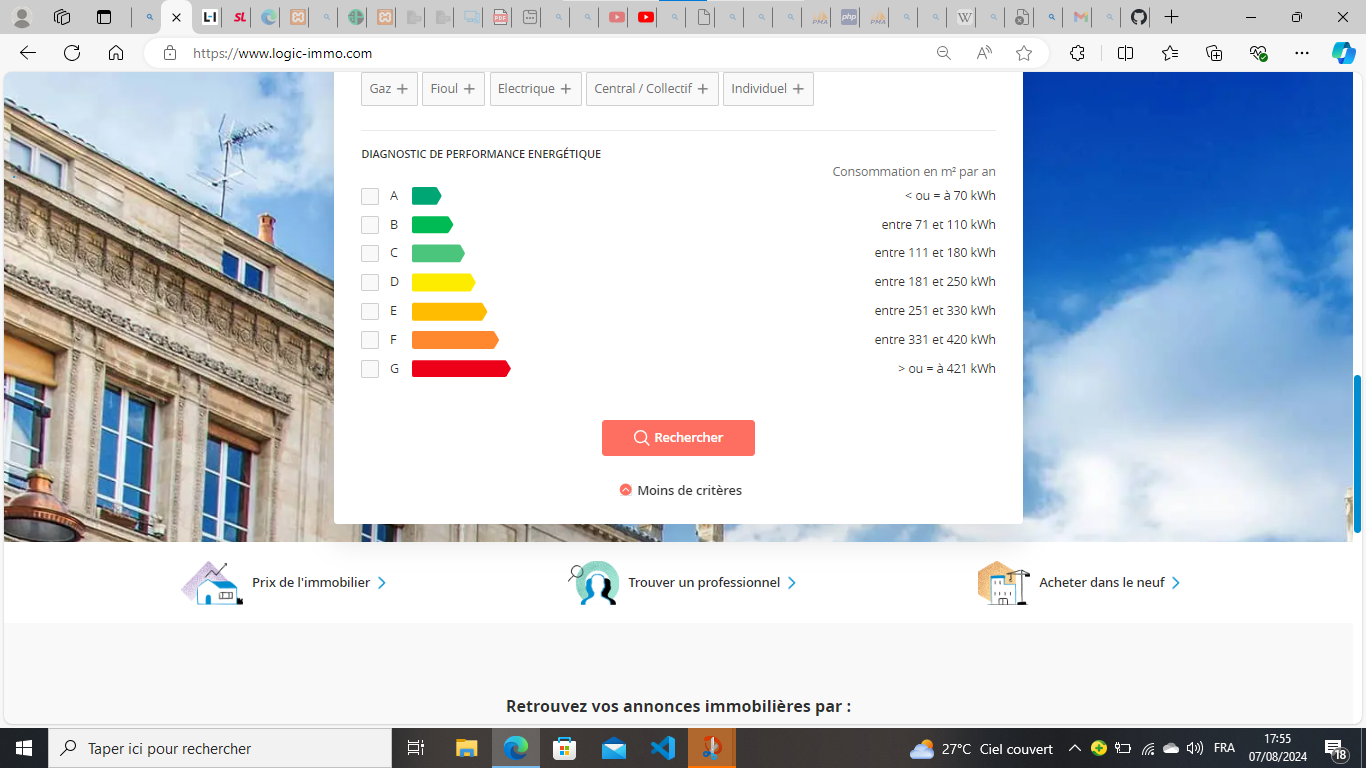 https://www.logic-immo.com
Gaz + Fioul + Electrique + Central / Collectif + Individuel +
DIAGNOSTIC DE PERFORMANCE ENERGÉTIQUE
Consommation en m² par an
A < ou = à 70 kWh
B entre 71 et 110 kWh
C entre 111 et 180 kWh
D entre 181 et 250 kWh
E entre 251 et 330 kWh
F entre 331 et 420 kWh
G > ou = à 421 kWh
Rechercher
Moins de critères
Prix de l'immobilier Trouver un professionnel Acheter dans le neuf
Retrouvez vos annonces immobilières par :
Taper ici pour rechercher 27°C Ciel couvert FRA 17:55
07/08/2024 18